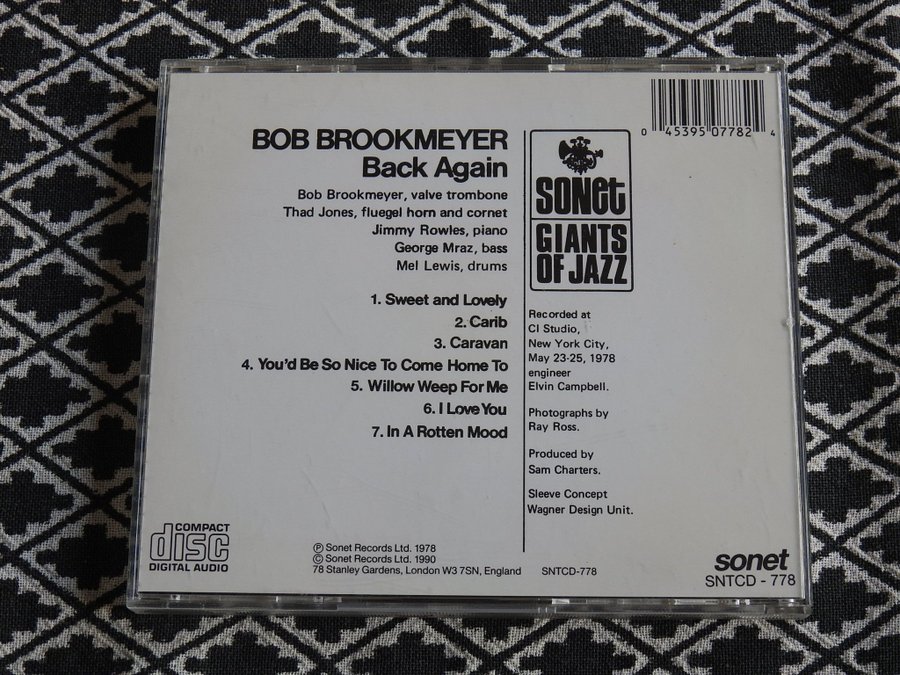 0 45395 07782 4
BOB BROOKMEYER
Back Again
Bob Brookmeyer, valve trombone
Thad Jones, fluegel horn and cornet
Jimmy Rowles, piano
George Mraz, bass
Mel Lewis, drums
1. Sweet and Lovely
2. Carib
3. Caravan
4. You'd Be So Nice To Come Home To
5. Willow Weep For Me
6. I Love You
7. In A Rotten Mood
SONet
GIANTS
OF JAZZ
Recorded at
CI Studio,
New York City,
May 23-25, 1978
engineer
Elvin Campbell.
Photographs by
Ray Ross.
Produced by
Sam Charters.
Sleeve Concept
Wagner Design Unit.
COMPACT
disc
DIGITAL AUDIO
Ⓟ Sonet Records Ltd. 1978
© Sonet Records Ltd. 1990
78 Stanley Gardens, London W3 7SN, England SNTCD-778
sonet
SNTCD - 778